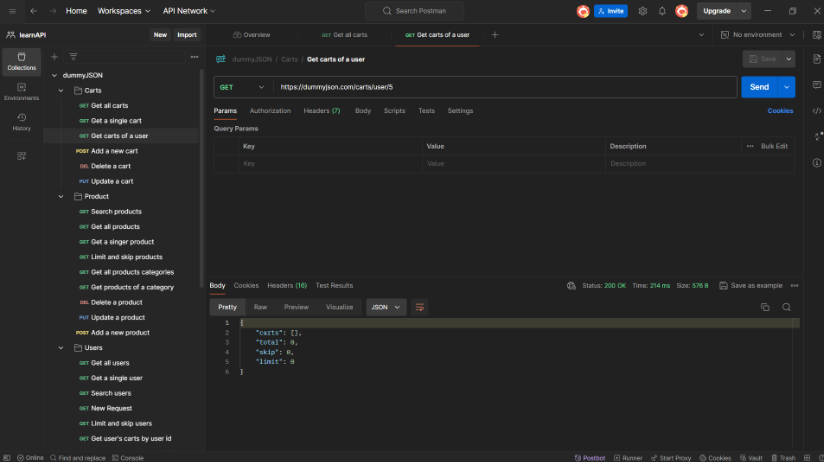 Home Workspaces API Network Search Postman Invite Upgrade
learnAPI New Import Overview GET Get all carts GET Get carts of a user No environment
Collections
Environments
History
dummyJSON
Carts
GET Get all carts
GET Get a single cart
GET Get carts of a user
POST Add a new cart
DEL Delete a cart
PUT Update a cart
Product
GET Search products
GET Get all products
GET Get a singer product
GET Limit and skip products
GET Get all products categories
GET Get products of a category
DEL Delete a product
PUT Update a product
POST Add a new product
Users
GET Get all users
GET Get a single user
GET Search users
GET New Request
GET Limit and skip users
GET Get user's carts by user id
dummyJSON / Carts / Get carts of a user Save
GET https://dummyjson.com/carts/user/5 Send
Params Authorization Headers (7) Body Scripts Tests Settings Cookies
Query Params
Key Value Description Bulk Edit
Key Value Description
Body Cookies Headers (16) Test Results Status: 200 OK Time: 214 ms Size: 576 B Save as example
Pretty Raw Preview Visualize JSON
1 {
2 "carts": [],
3 "total": 0,
4 "skip": 0,
5 "limit": 0
6 }
Online Find and replace Console Postbot Runner Start Proxy Cookies Vault Trash